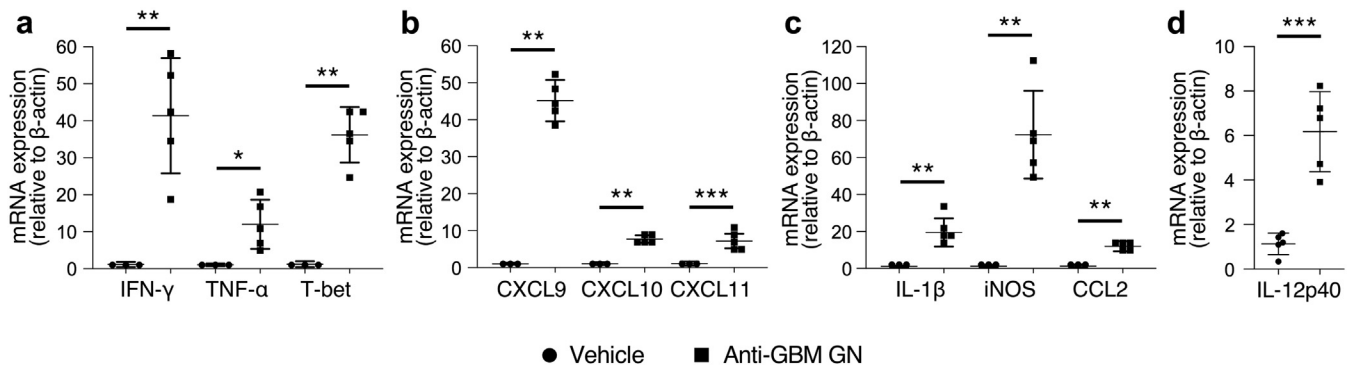 a
**
**
*
mRNA expression
(relative to β-actin)
60
50
40
30
20
10
0
IFN-γ TNF-α T-bet
b
**
**
***
mRNA expression
(relative to β-actin)
60
50
40
30
20
10
0
CXCL9 CXCL10 CXCL11
c
**
**
**
mRNA expression
(relative to β-actin)
120
100
80
60
40
20
0
IL-1β iNOS CCL2
d
***
mRNA expression
(relative to β-actin)
10
8
6
4
2
0
IL-12p40
Vehicle Anti-GBM GN